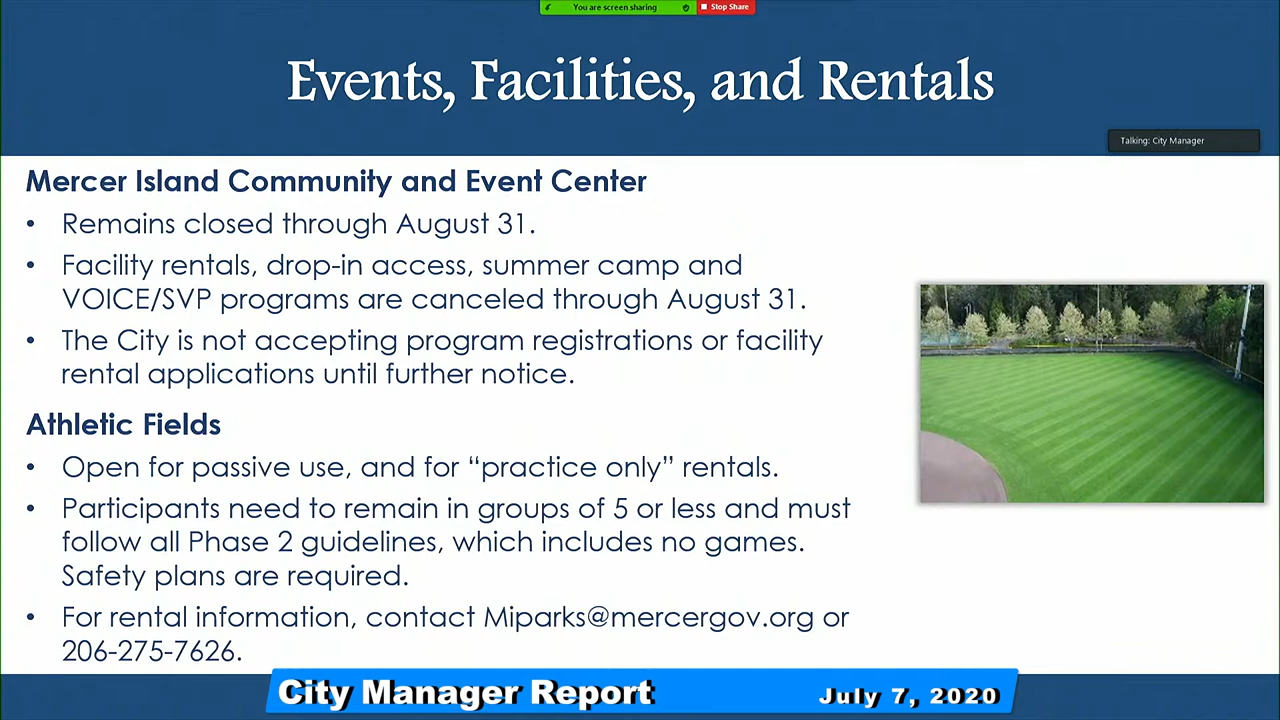 You are screen sharing
Stop Share
Events, Facilities, and Rentals
Talking: City Manager
Mercer Island Community and Event Center
• Remains closed through August 31.
• Facility rentals, drop-in access, summer camp and
VOICE/SVP programs are canceled through August 31.
• The City is not accepting program registrations or facility
rental applications until further notice.
Athletic Fields
• Open for passive use, and for “practice only” rentals.
• Participants need to remain in groups of 5 or less and must
follow all Phase 2 guidelines, which includes no games.
Safety plans are required.
• For rental information, contact Miparks@mercergov.org or
206-275-7626.
City Manager Report
July 7, 2020